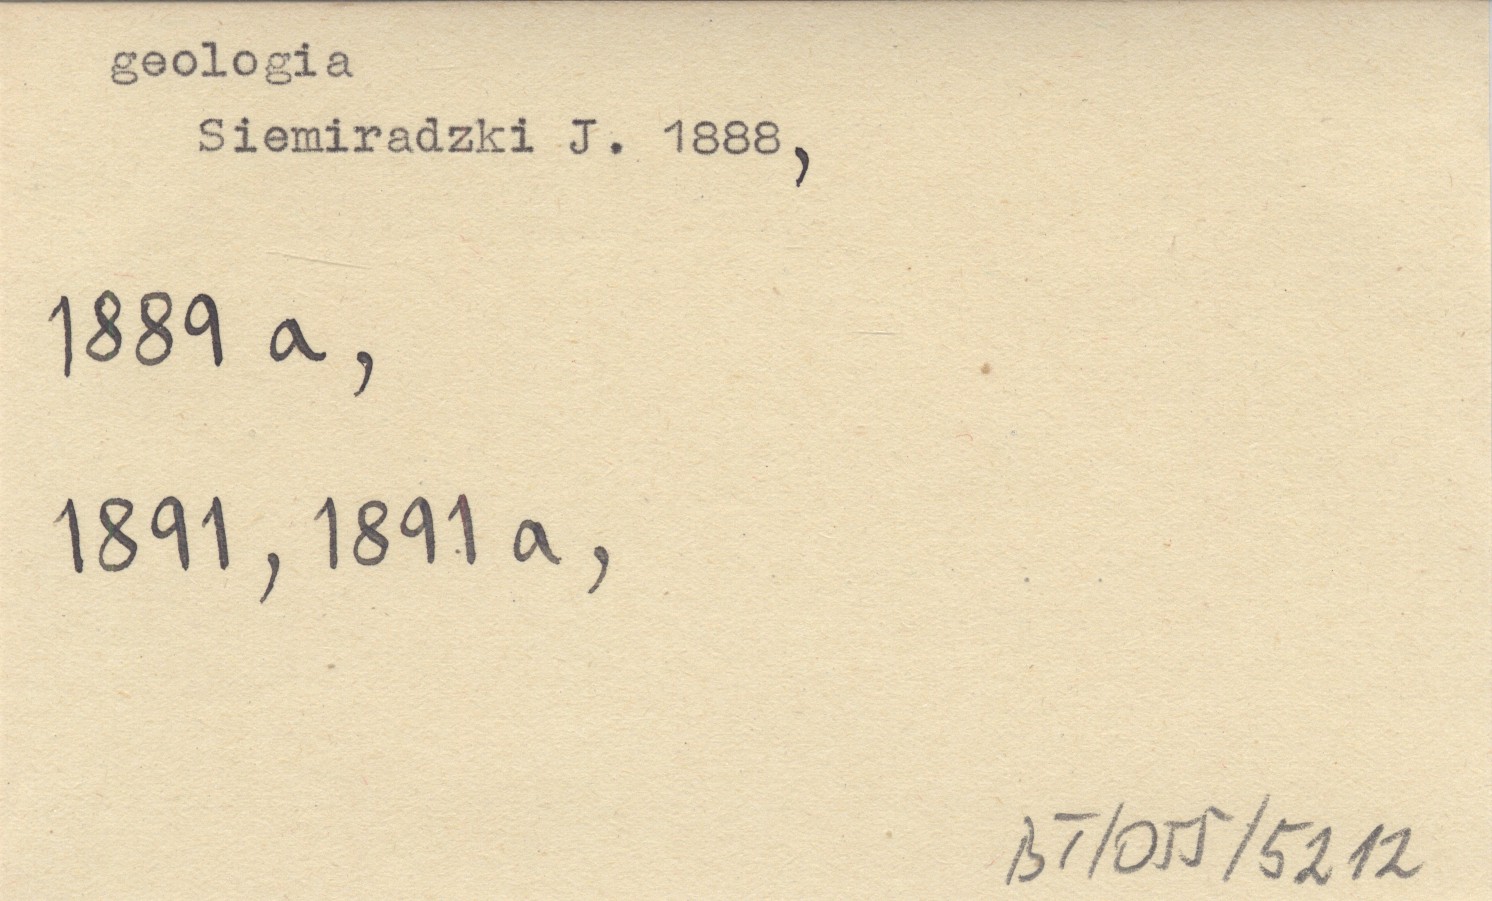 geologia
Siemiradzki J. 1888,
1889 a,
1891, 1891 a,
BT/055/5212